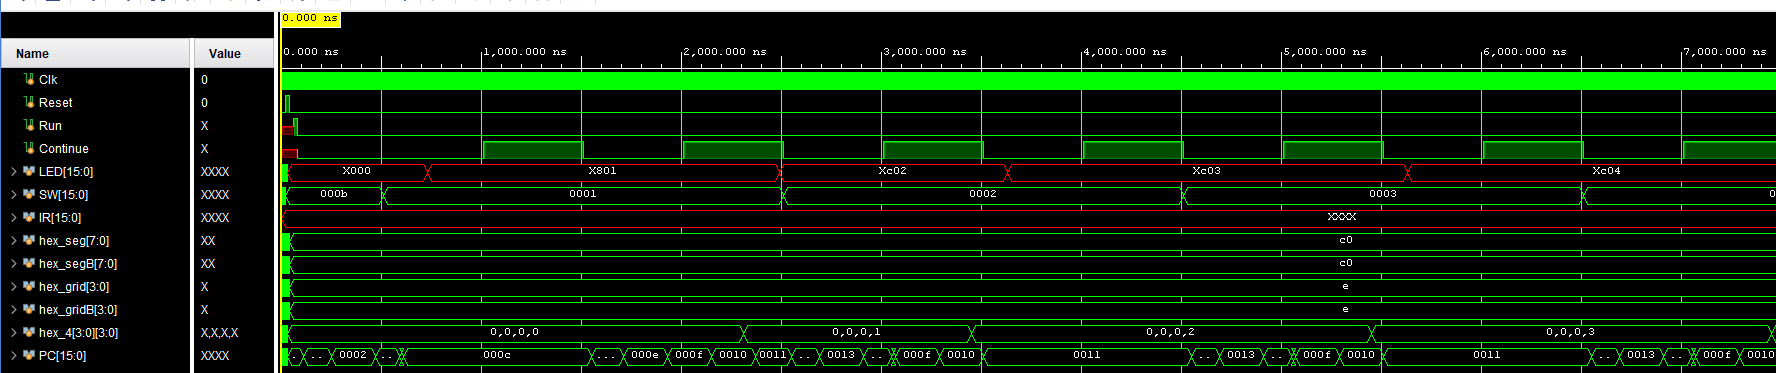 0.000 ns
0.000 ns 1,000.000 ns 2,000.000 ns 3,000.000 ns 4,000.000 ns 5,000.000 ns 6,000.000 ns 7,000.000 ns
Name Value
Clk 0
Reset 0
Run X
Continue X
LED[15:0] XXXX X000 X801 Xc02 Xc03 Xc04
SW[15:0] XXXX 000b 0001 0002 0003
IR[15:0] XXXX XXXX
hex_seg[7:0] XX c0
hex_segB[7:0] XX c0
hex_grid[3:0] X e
hex_gridB[3:0] X e
hex_4[3:0][3:0] X,X,X,X 0,0,0,0 0,0,0,1 0,0,0,2 0,0,0,3
PC[15:0] XXXX . .. 0002 .. 000c .. 000e 000f 0010 0011 .. 0013 .. 000f 0010 0011 .. 0013 .. 000f 0010 0011 .. 0013 .. 000f 0010